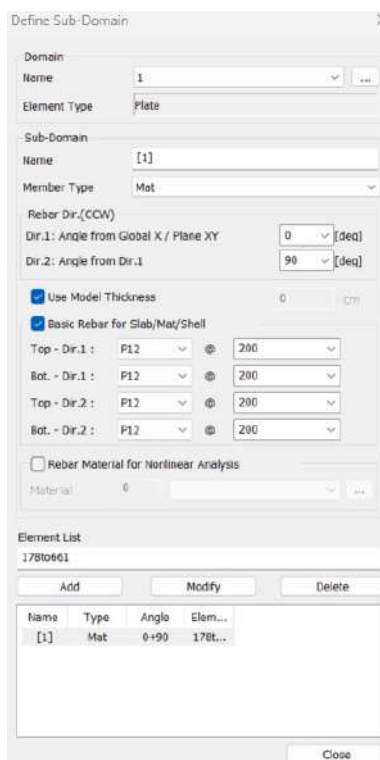 Define Sub-Domain
Domain
Name 1 ...
Element Type Plate
Sub-Domain
Name [1]
Member Type Mat
Rebar Dir.(CCW)
Dir.1: Angle from Global X / Plane XY 0 [deg]
Dir.2: Angle from Dir.1 90 [deg]
Use Model Thickness 0 cm
Basic Rebar for Slab/Mat/Shell
Top - Dir.1 : P12 @ 200
Bot. - Dir.1 : P12 @ 200
Top - Dir.2 : P12 @ 200
Bot. - Dir.2 : P12 @ 200
Rebar Material for Nonlinear Analysis
Material 0 ...
Element List
178to661
Add Modify Delete
Name Type Angle Elem...
[1] Mat 0+90 178t...
Close